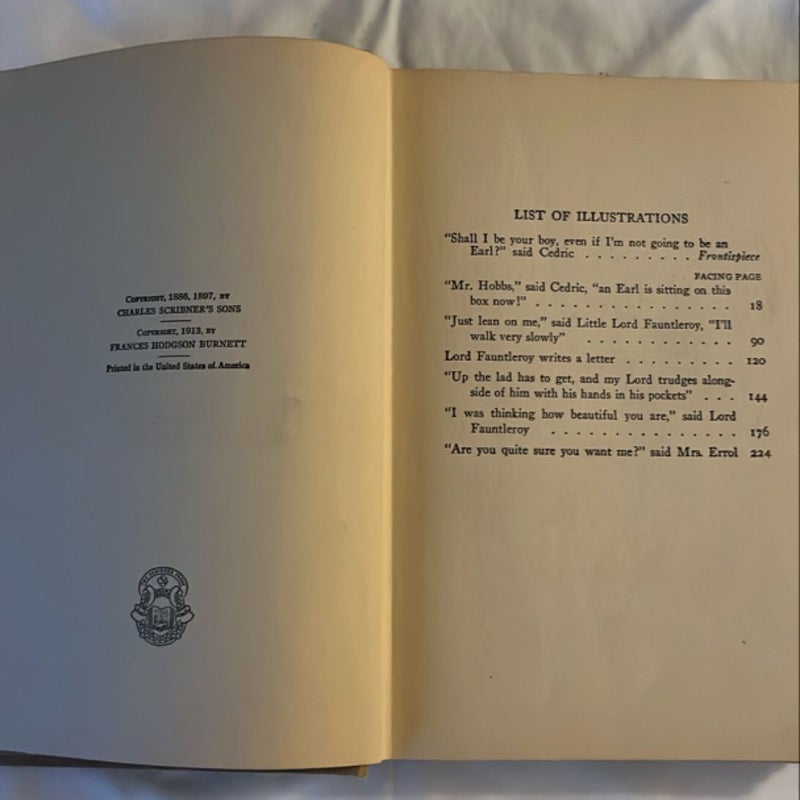 COPYRIGHT, 1886, 1897, BY
CHARLES SCRIBNER'S SONS
COPYRIGHT, 1913, BY
FRANCES HODGSON BURNETT
Printed in the United States of America
LIST OF ILLUSTRATIONS
"Shall I be your boy, even if I'm not going to be an
Earl?" said Cedric . . . . . . . . . Frontispiece
FACING PAGE
"Mr. Hobbs," said Cedric, "an Earl is sitting on this
box now!" . . . . . . . . . . . . . . . 18
"Just lean on me," said Little Lord Fauntleroy, "I'll
walk very slowly" . . . . . . . . . . . 90
Lord Fauntleroy writes a letter . . . . . . . . 120
"Up the lad has to get, and my Lord trudges along-
side of him with his hands in his pockets" . . . 144
"I was thinking how beautiful you are," said Lord
Fauntleroy . . . . . . . . . . . . . . 176
"Are you quite sure you want me?" said Mrs. Errol 224